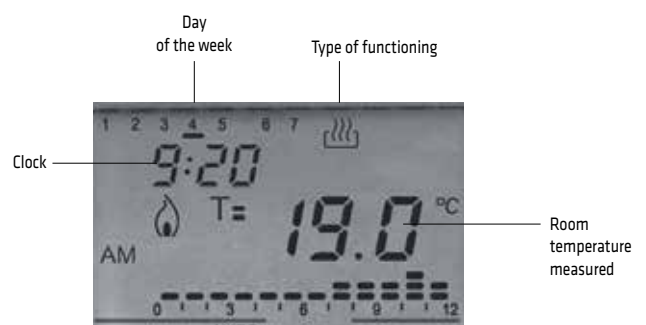 Day
of the week
Type of functioning
1 2 3 4 5 6 7
Clock
9:20
T=
19.0 °C
Room
temperature
measured
AM
0 3 6 9 12